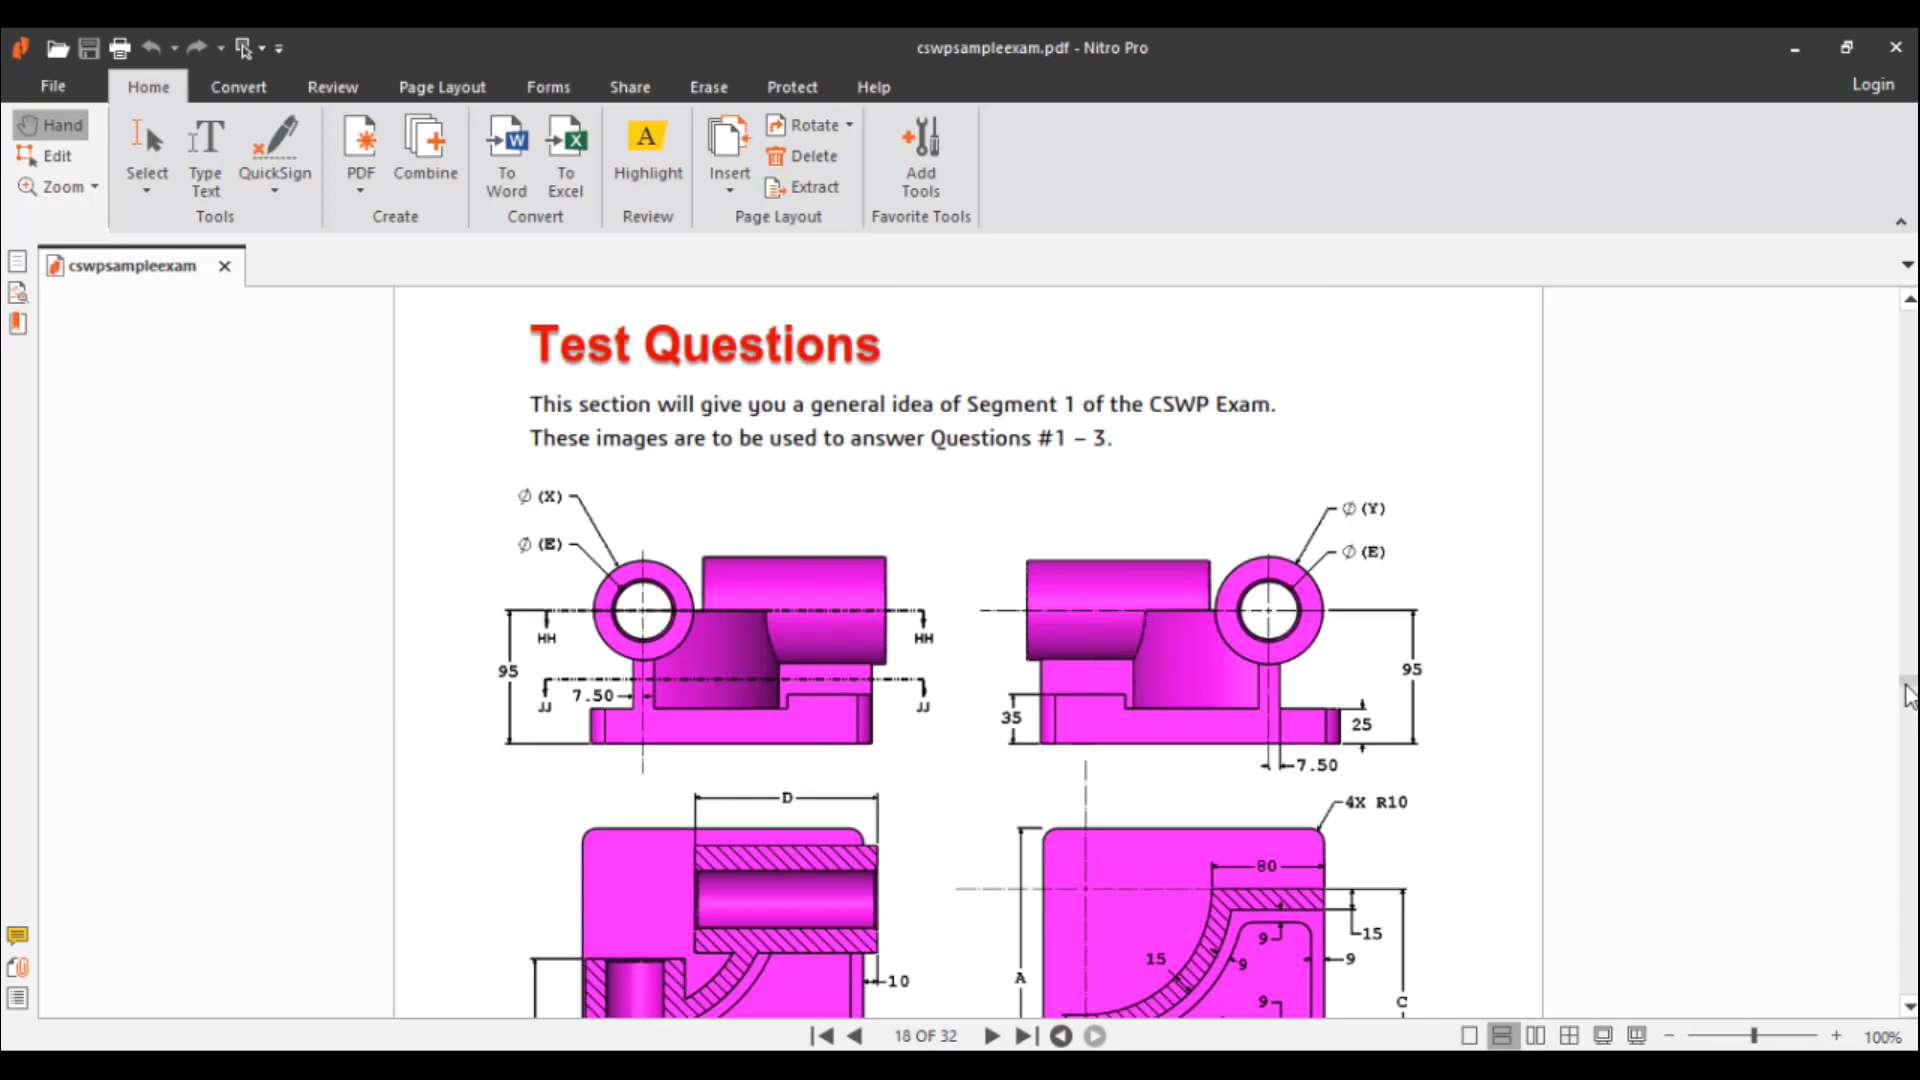 cswpsampleexam.pdf - Nitro Pro
File Home Convert Review Page Layout Forms Share Erase Protect Help Login
Hand
Edit
Zoom
Select
Type Text
QuickSign
Tools
PDF
Combine
Create
To Word
To Excel
Convert
A
Highlight
Review
Insert
Rotate
Delete
Extract
Page Layout
Add Tools
Favorite Tools
cswpsampleexam
Test Questions
This section will give you a general idea of Segment 1 of the CSWP Exam.
These images are to be used to answer Questions #1 – 3.
∅ (X)
∅ (E)
HH HH
95
7.50
JJ JJ
∅ (Y)
∅ (E)
95
35
25
7.50
D
10
4X R10
80
15
9
15
9
9
A
9
C
18 OF 32
100%